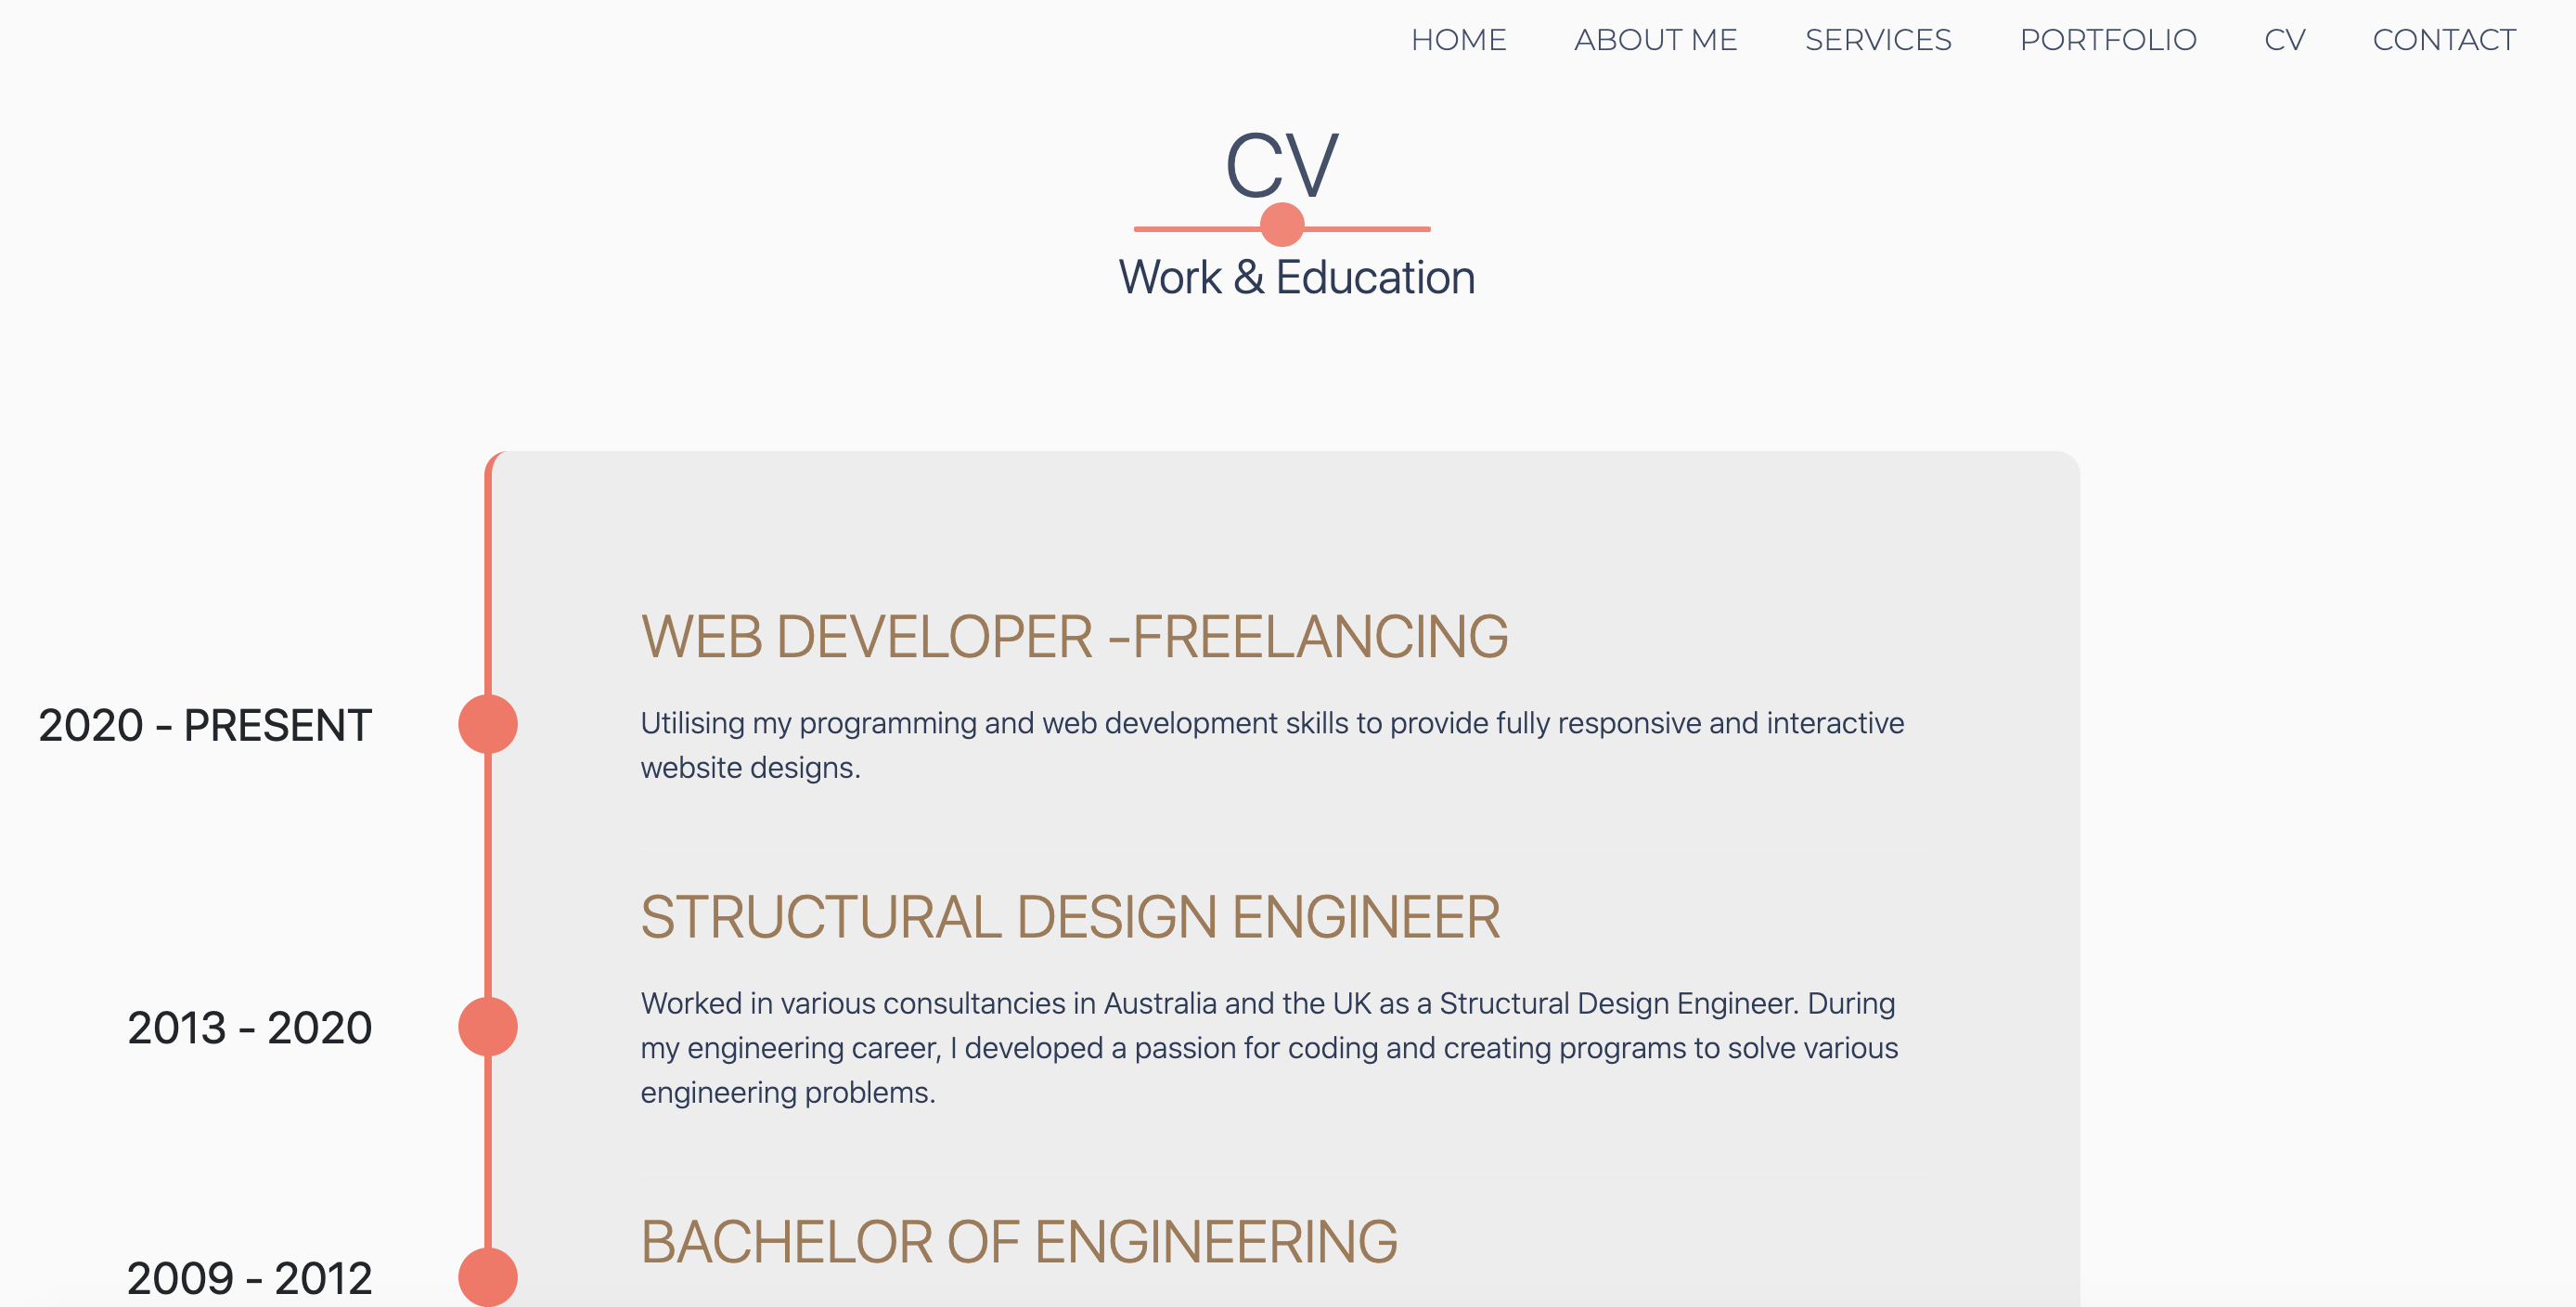 HOME ABOUT ME SERVICES PORTFOLIO CV CONTACT
CV
Work & Education
WEB DEVELOPER -FREELANCING
2020 - PRESENT
Utilising my programming and web development skills to provide fully responsive and interactive
website designs.
STRUCTURAL DESIGN ENGINEER
2013 - 2020
Worked in various consultancies in Australia and the UK as a Structural Design Engineer. During
my engineering career, I developed a passion for coding and creating programs to solve various
engineering problems.
BACHELOR OF ENGINEERING
2009 - 2012